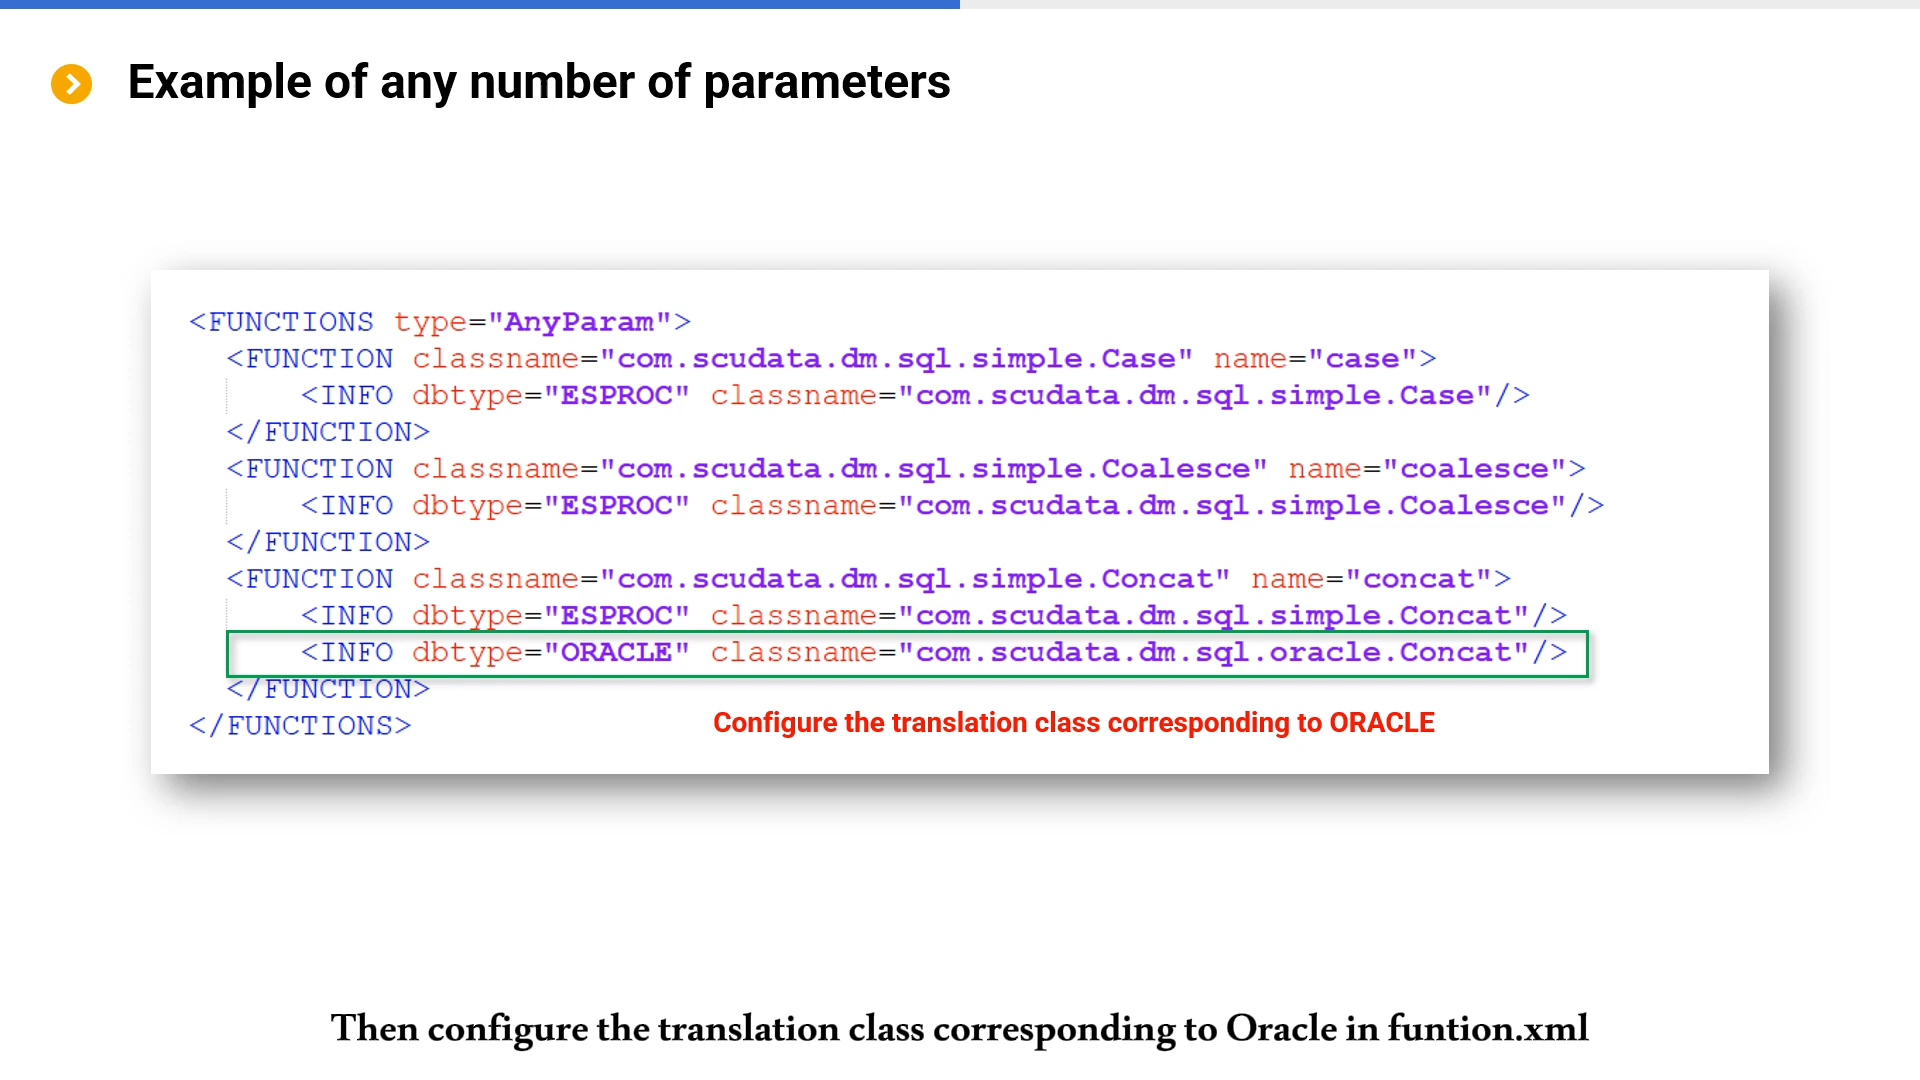 Example of any number of parameters
<FUNCTIONS type="AnyParam">
<FUNCTION classname="com.scudata.dm.sql.simple.Case" name="case">
<INFO dbtype="ESPROC" classname="com.scudata.dm.sql.simple.Case"/>
</FUNCTION>
<FUNCTION classname="com.scudata.dm.sql.simple.Coalesce" name="coalesce">
<INFO dbtype="ESPROC" classname="com.scudata.dm.sql.simple.Coalesce"/>
</FUNCTION>
<FUNCTION classname="com.scudata.dm.sql.simple.Concat" name="concat">
<INFO dbtype="ESPROC" classname="com.scudata.dm.sql.simple.Concat"/>
<INFO dbtype="ORACLE" classname="com.scudata.dm.sql.oracle.Concat"/>
</FUNCTION>
</FUNCTIONS>
Configure the translation class corresponding to ORACLE
Then configure the translation class corresponding to Oracle in funtion.xml